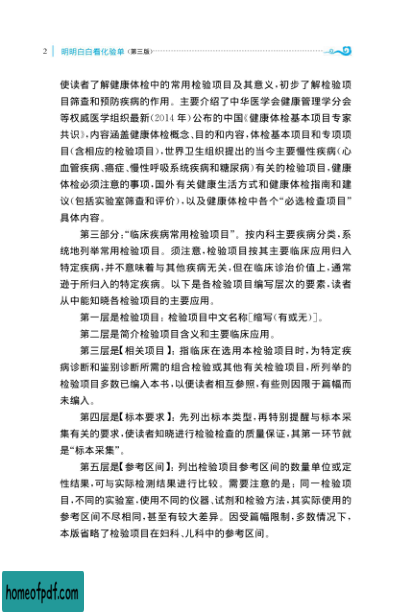 2 明明白白看化验单（第三版）
使读者了解健康体检中的常用检验项目及其意义，初步了解检验项
目筛查和预防疾病的作用。主要介绍了中华医学会健康管理学分会
等权威医学组织最新（2014 年）公布的中国《健康体检基本项目专家
共识》，内容涵盖健康体检概念、目的和内容，体检基本项目和专项项
目（含相应的检验项目），世界卫生组织提出的当今主要慢性疾病（心
血管疾病、癌症、慢性呼吸系统疾病和糖尿病）有关的检验项目，健康
体检必须注意的事项，国外有关健康生活方式和健康体检指南和建
议（包括实验室筛查和评价），以及健康体检中各个“必选检查项目”
具体内容。
第三部分：“临床疾病常用检验项目”。按内科主要疾病分类，系
统地列举常用检验项目。须注意，检验项目按其主要临床应用归入
特定疾病，并不意味着与其他疾病无关，但在临床诊治价值上，通常
逊于所归入的特定疾病。以下是各检验项目编写层次的要素，读者
从中能知晓各检验项目的主要应用。
第一层是检验项目：检验项目中文名称［缩写（有或无）］。
第二层是简介检验项目含义和主要临床应用。
第三层是【相关项目】：指临床在选用本检验项目时，为特定疾
病诊断和鉴别诊断所需的组合检验或其他有关检验项目，所列举的
检验项目多数已编入本书，以便读者相互参照，有些则因限于篇幅而
未编入。
第四层是【标本要求】：先列出标本类型，再特别提醒与标本采
集有关的要求，使读者知晓进行检验检查的质量保证，其第一环节就
是“标本采集”。
第五层是【参考区间】：列出检验项目参考区间的数量单位或定
性结果，可与实际检测结果进行比较。需要注意的是：同一检验项
目，不同的实验室，使用不同的仪器、试剂和检验方法，其实际使用的
参考区间不尽相同，甚至有较大差异。因受篇幅限制，多数情况下，
本版省略了检验项目在妇科、儿科中的参考区间。
homeofpdf.com